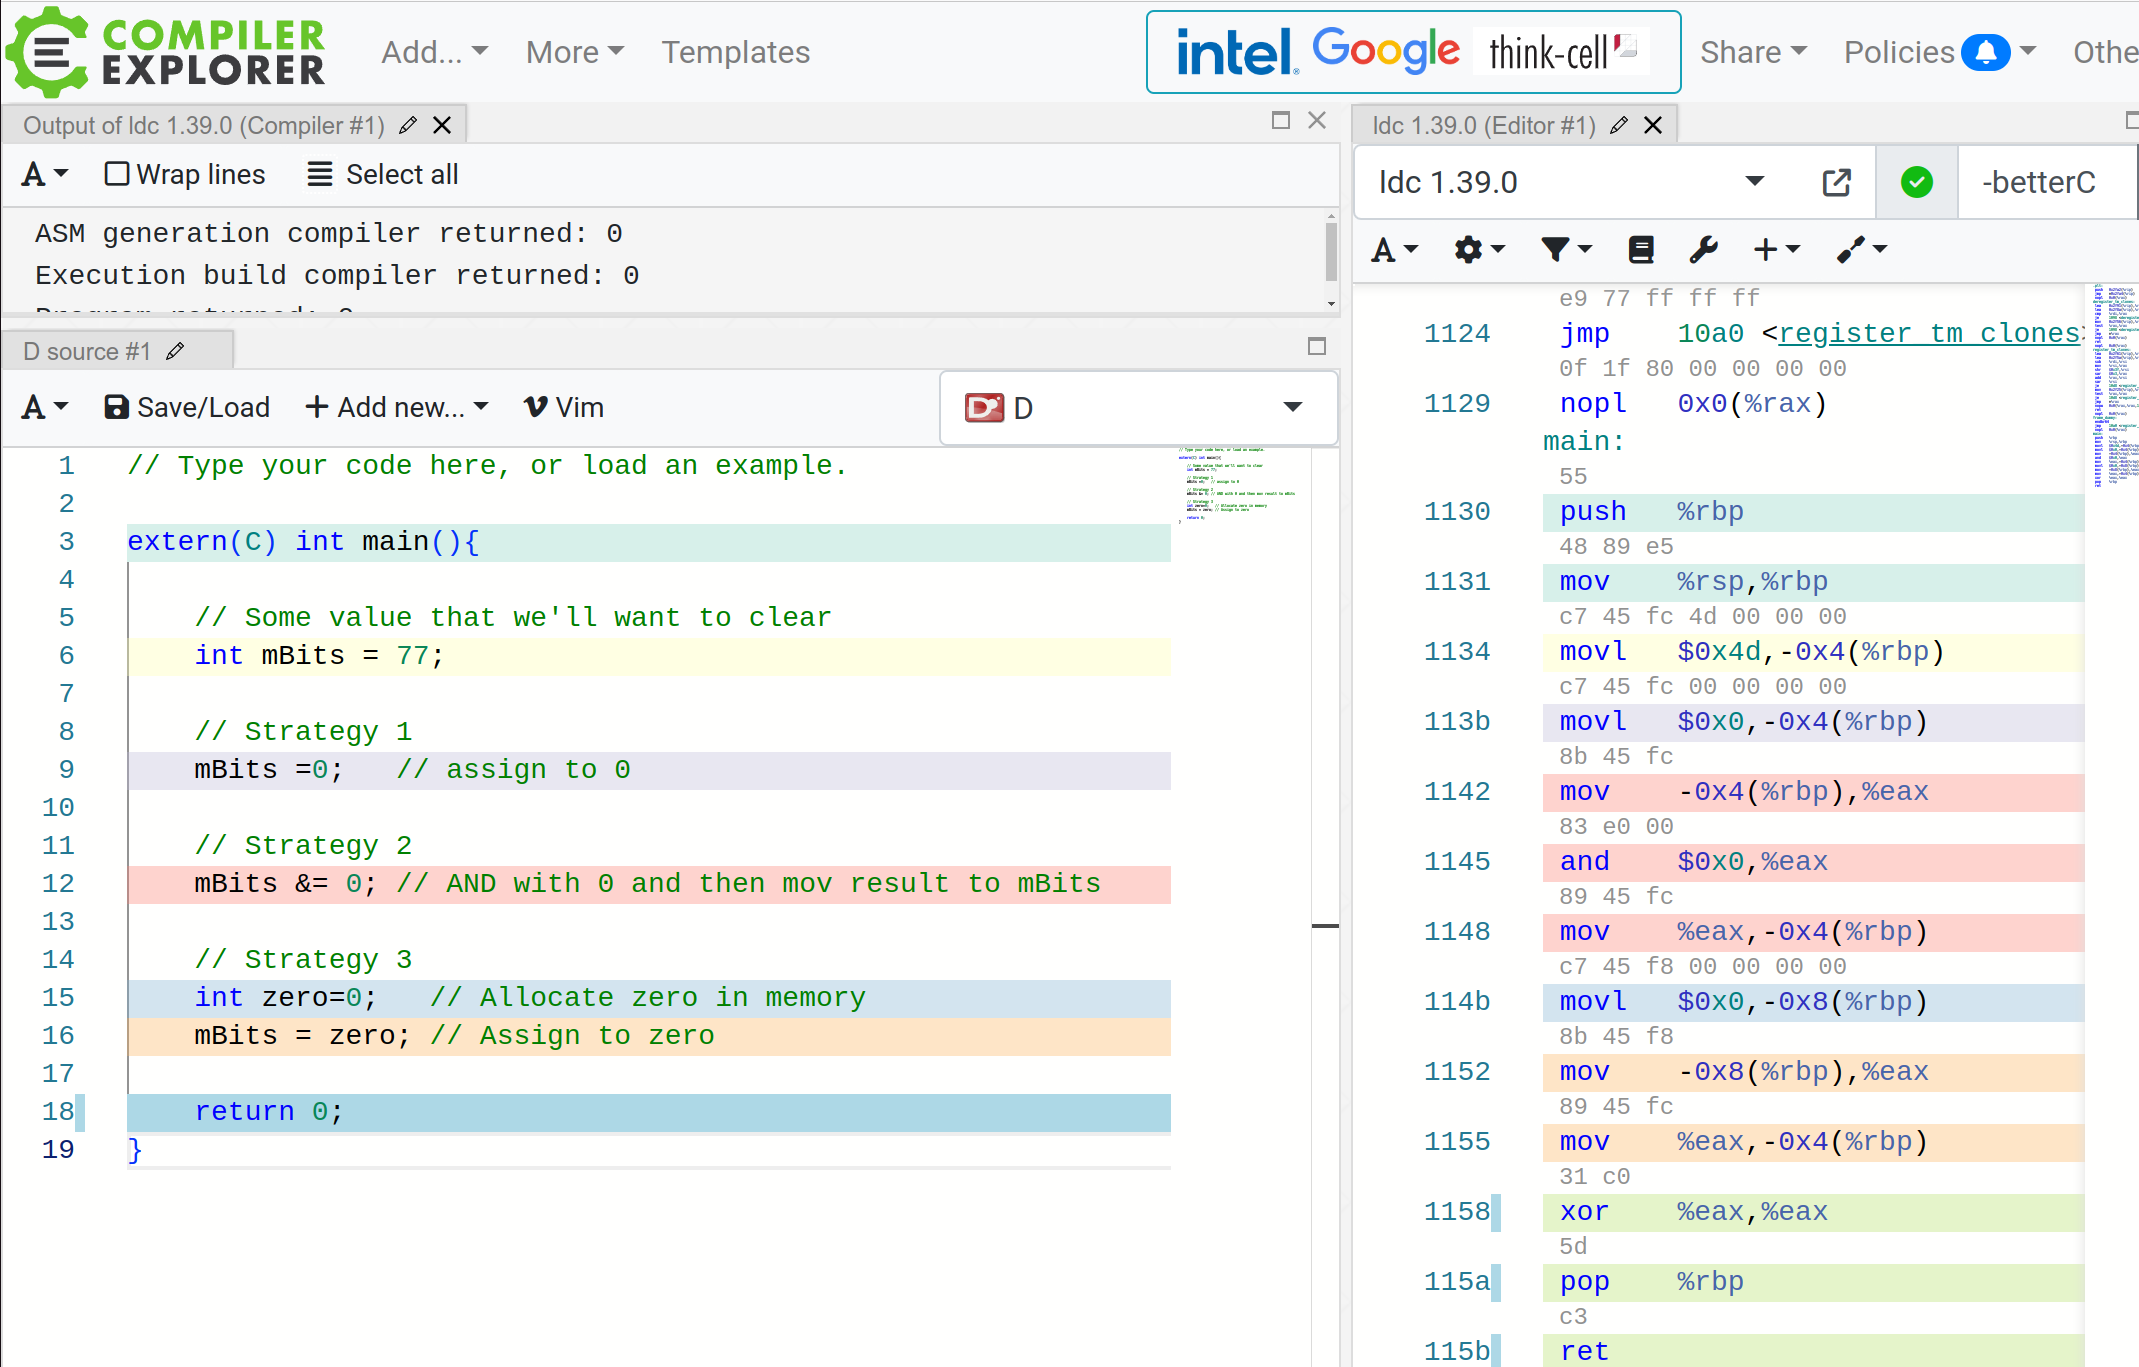 COMPILER EXPLORER
Add... More Templates
intel. Google think-cell
Share Policies Othe
Output of ldc 1.39.0 (Compiler #1)
A Wrap lines Select all
ASM generation compiler returned: 0
Execution build compiler returned: 0
Program returned: 0
D source #1
A Save/Load + Add new... Vim
D
1 // Type your code here, or load an example.
2
3 extern(C) int main(){
4
5 // Some value that we'll want to clear
6 int mBits = 77;
7
8 // Strategy 1
9 mBits =0; // assign to 0
10
11 // Strategy 2
12 mBits &= 0; // AND with 0 and then mov result to mBits
13
14 // Strategy 3
15 int zero=0; // Allocate zero in memory
16 mBits = zero; // Assign to zero
17
18 return 0;
19 }
ldc 1.39.0 (Editor #1)
ldc 1.39.0 -betterC
A
e9 77 ff ff ff
1124 jmp 10a0 <register_tm_clones>
0f 1f 80 00 00 00 00
1129 nopl 0x0(%rax)
main:
55
1130 push %rbp
48 89 e5
1131 mov %rsp,%rbp
c7 45 fc 4d 00 00 00
1134 movl $0x4d,-0x4(%rbp)
c7 45 fc 00 00 00 00
113b movl $0x0,-0x4(%rbp)
8b 45 fc
1142 mov -0x4(%rbp),%eax
83 e0 00
1145 and $0x0,%eax
89 45 fc
1148 mov %eax,-0x4(%rbp)
c7 45 f8 00 00 00 00
114b movl $0x0,-0x8(%rbp)
8b 45 f8
1152 mov -0x8(%rbp),%eax
89 45 fc
1155 mov %eax,-0x4(%rbp)
31 c0
1158 xor %eax,%eax
5d
115a pop %rbp
c3
115b ret